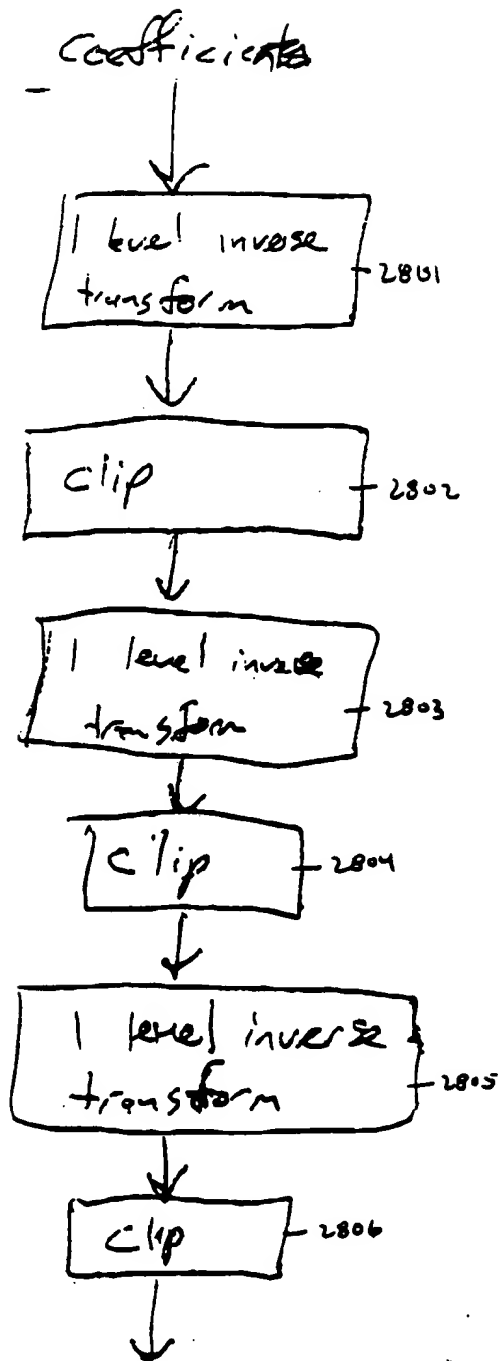 Coefficients
1 level inverse
transform
2801
clip
2802
1 level inverse
transform
2803
clip
2804
1 level inverse
transform
2805
clip
2806